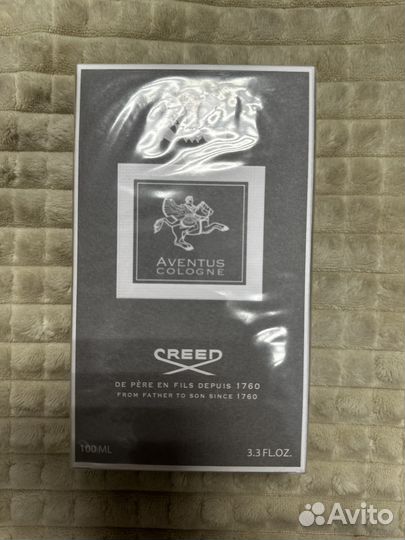 AVENTUS
COLOGNE
CREED
DE PÈRE EN FILS DEPUIS 1760
FROM FATHER TO SON SINCE 1760
100 ML
3.3 FL.OZ.
Avito